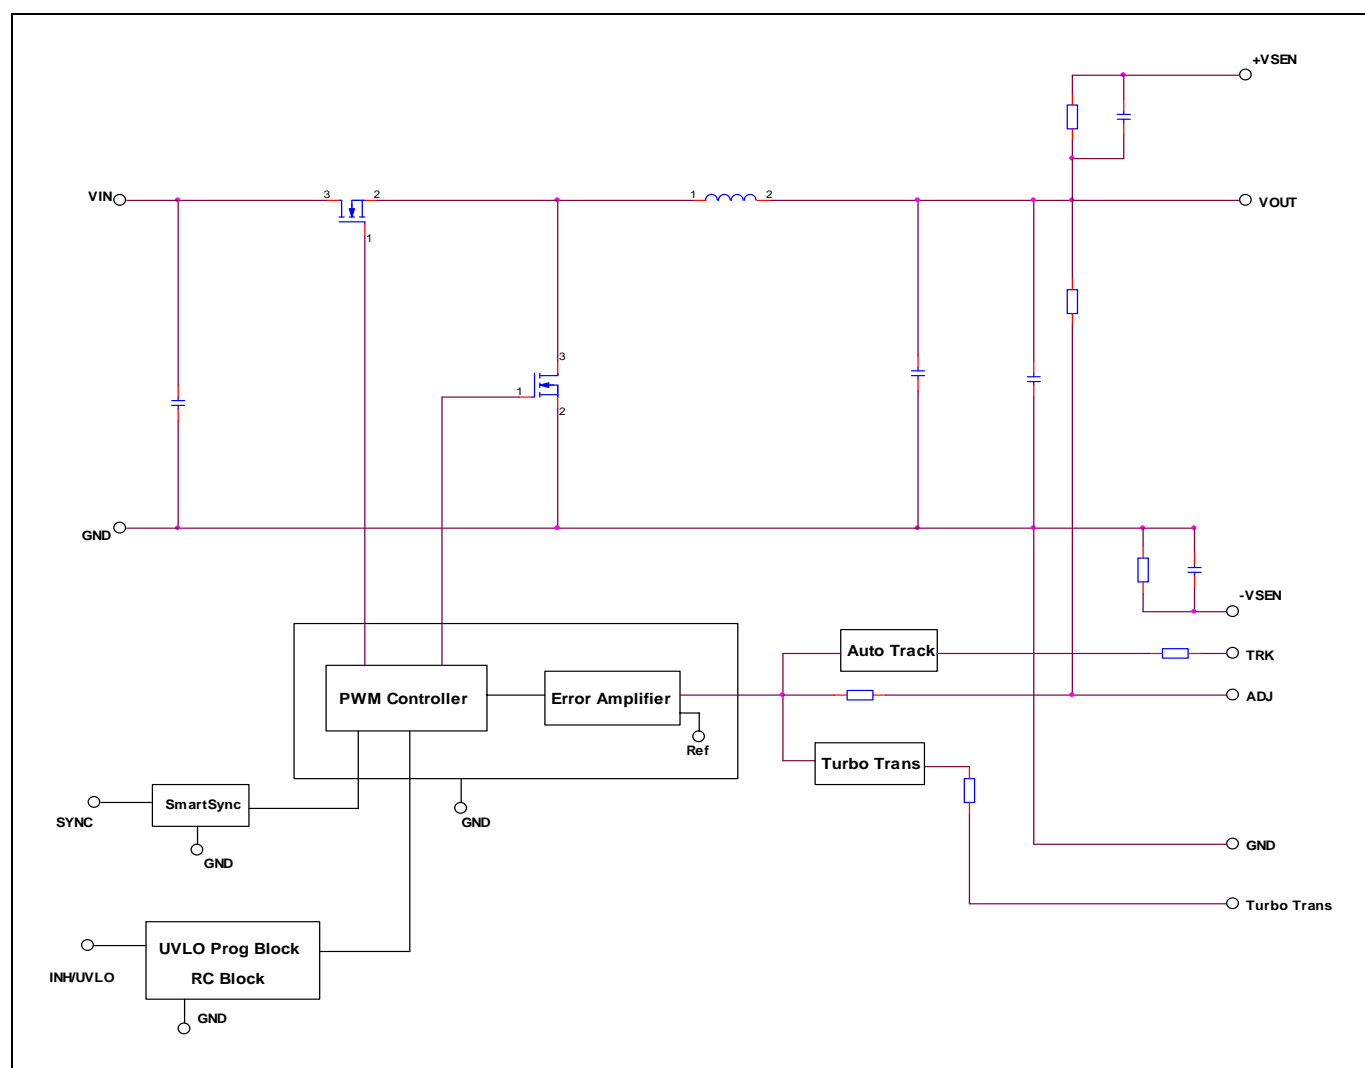 +VSEN
VIN
3
2
1
1
2
VOUT
3
1
2
GND
-VSEN
Auto Track
TRK
PWM Controller
Error Amplifier
ADJ
Ref
Turbo Trans
SmartSync
SYNC
GND
GND
GND
Turbo Trans
UVLO Prog Block
RC Block
INH/UVLO
GND